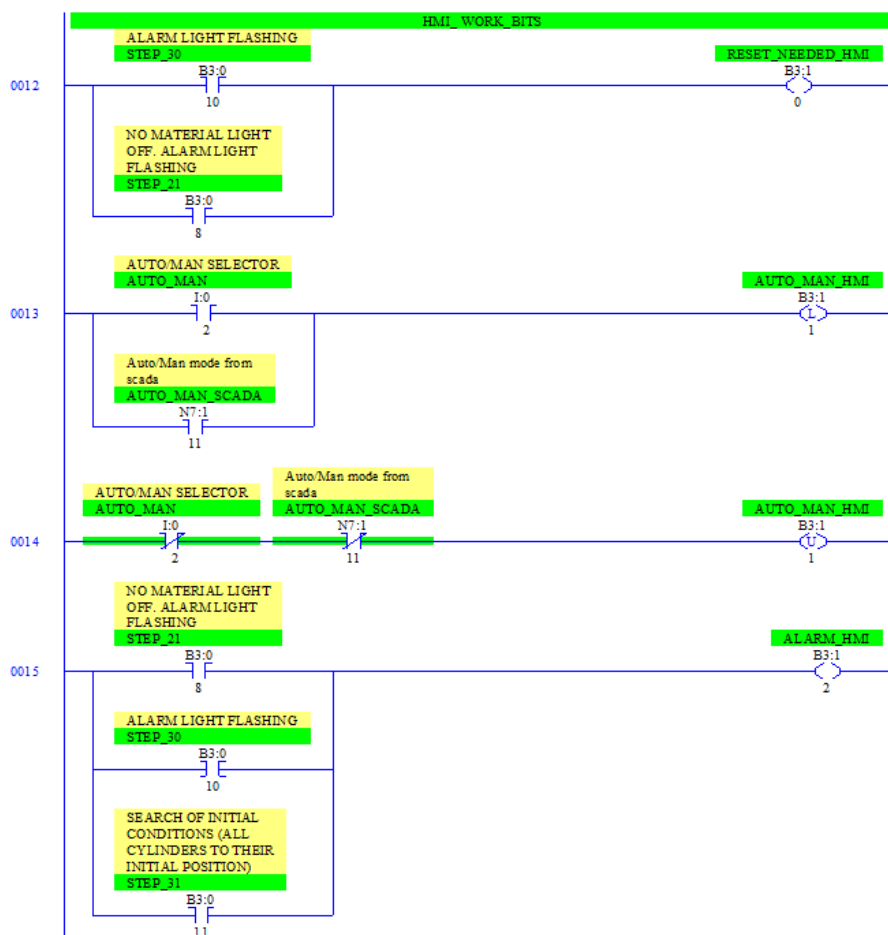 HMI_ WORK_BITS
ALARM LIGHT FLASHING
STEP_30
B3:0
10
RESET_NEEDED_HMI
B3:1
0
0012
NO MATERIAL LIGHT
OFF. ALARM LIGHT
FLASHING
STEP_21
B3:0
8
AUTO/MAN SELECTOR
AUTO_MAN
I:0
2
AUTO_MAN_HMI
B3:1
L
1
0013
Auto/Man mode from
scada
AUTO_MAN_SCADA
N7:1
11
AUTO/MAN SELECTOR
AUTO_MAN
I:0
2
Auto/Man mode from
scada
AUTO_MAN_SCADA
N7:1
11
AUTO_MAN_HMI
B3:1
U
1
0014
NO MATERIAL LIGHT
OFF. ALARM LIGHT
FLASHING
STEP_21
B3:0
8
ALARM_HMI
B3:1
2
0015
ALARM LIGHT FLASHING
STEP_30
B3:0
10
SEARCH OF INITIAL
CONDITIONS (ALL
CYLINDERS TO THEIR
INITIAL POSITION)
STEP_31
B3:0
11